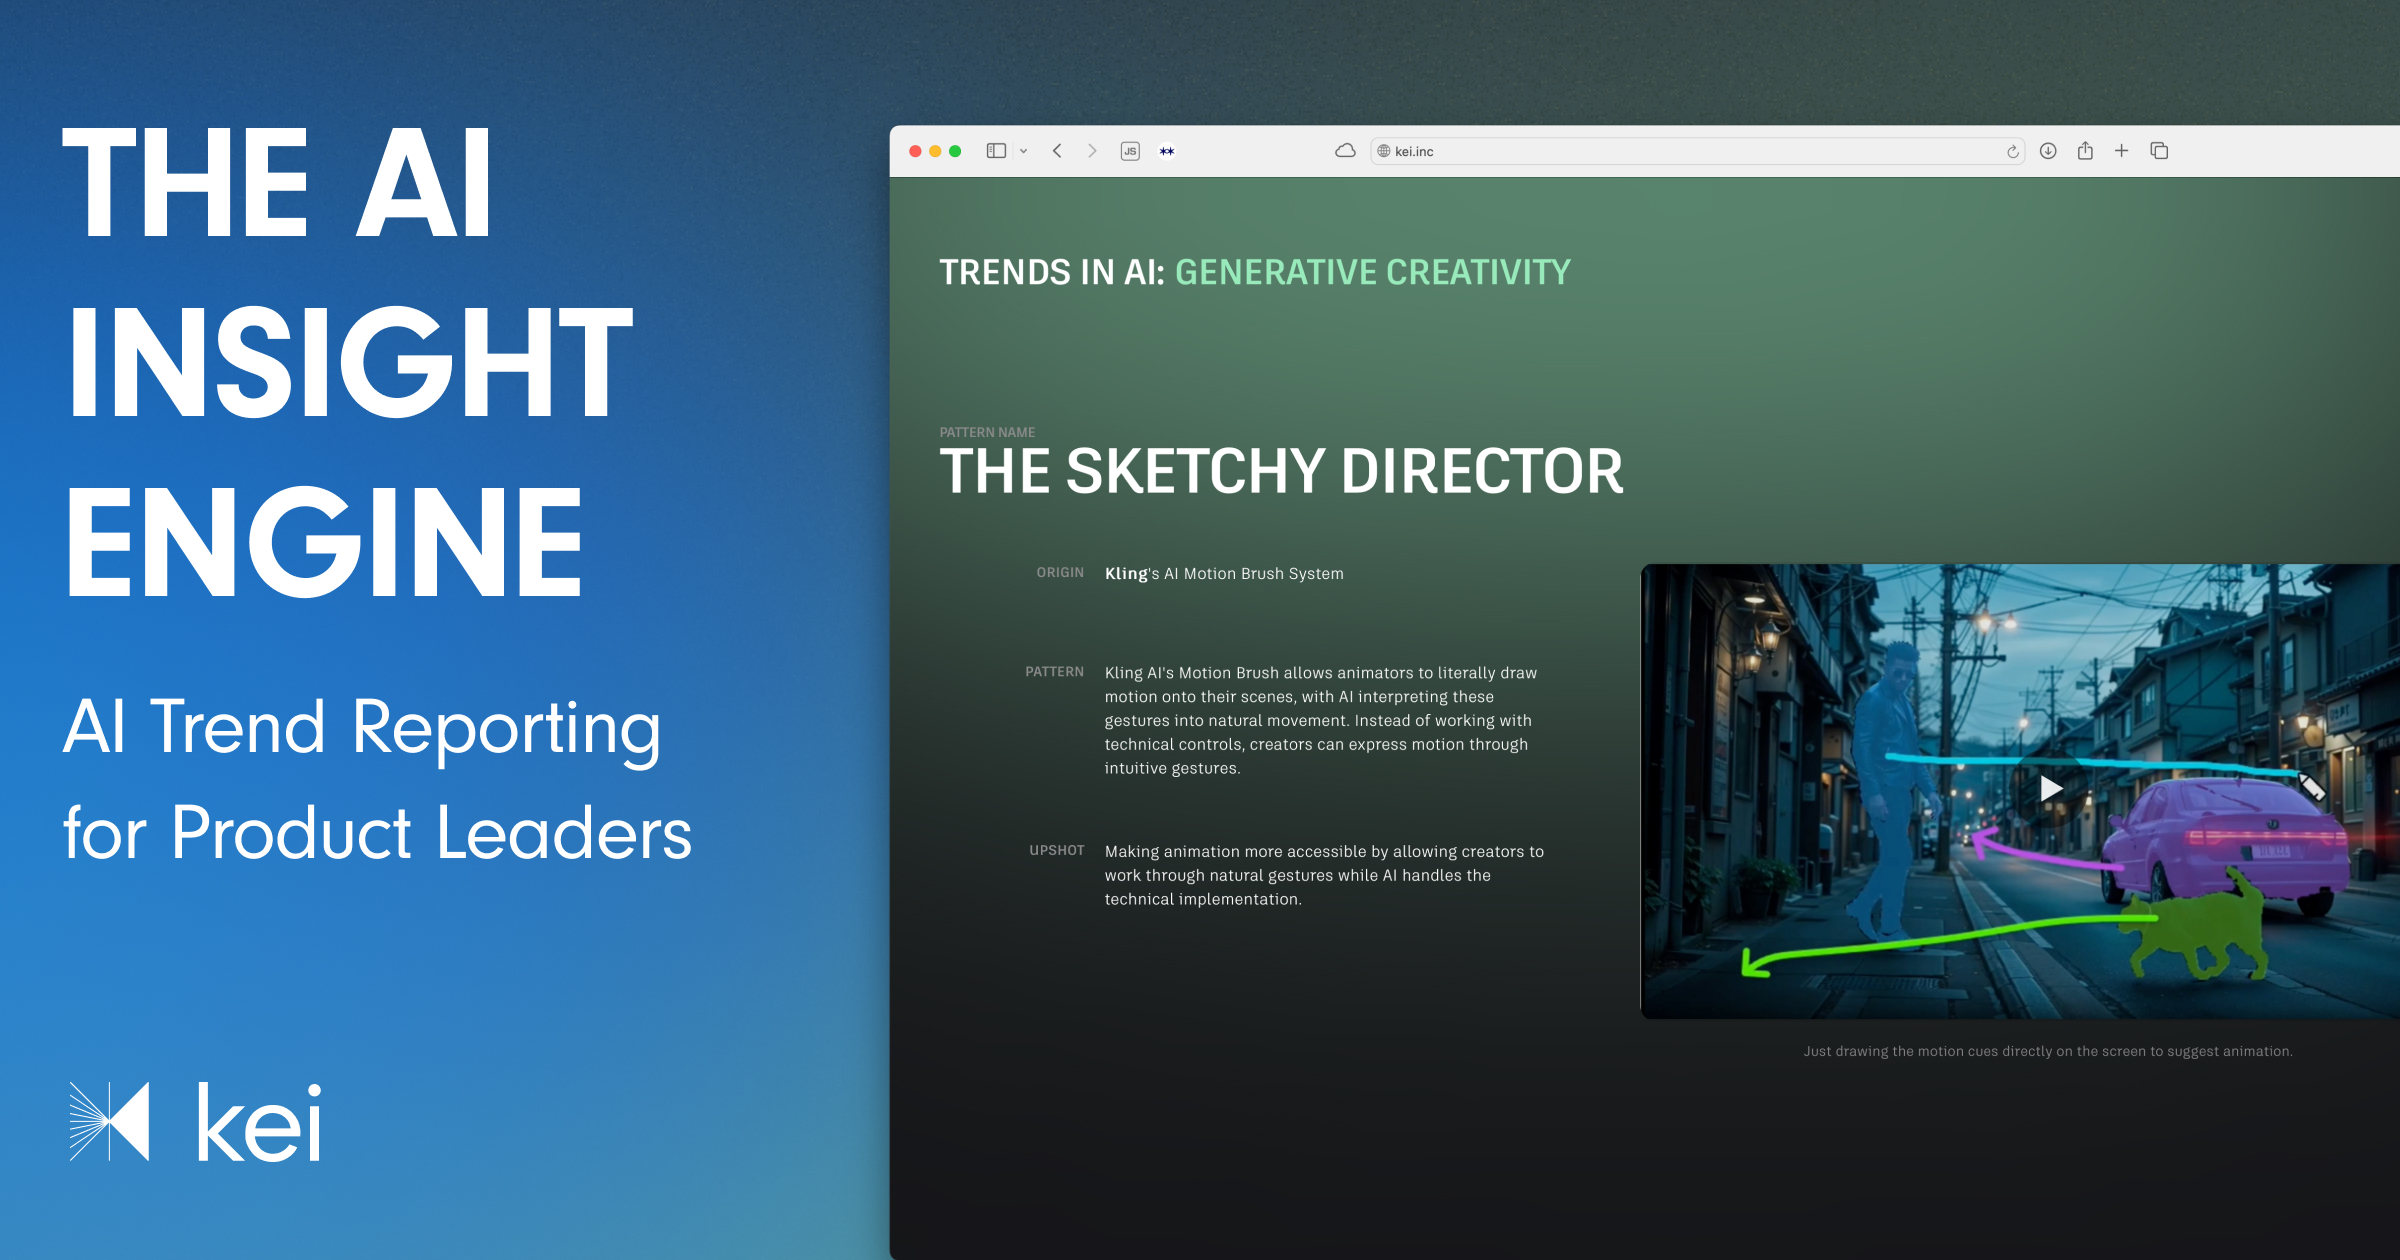 THE AI
INSIGHT
ENGINE
AI Trend Reporting
for Product Leaders
kei
JS
kei.inc
TRENDS IN AI: GENERATIVE CREATIVITY
PATTERN NAME
THE SKETCHY DIRECTOR
ORIGIN
Kling's AI Motion Brush System
PATTERN
Kling AI's Motion Brush allows animators to literally draw
motion onto their scenes, with AI interpreting these
gestures into natural movement. Instead of working with
technical controls, creators can express motion through
intuitive gestures.
UPSHOT
Making animation more accessible by allowing creators to
work through natural gestures while AI handles the
technical implementation.
Just drawing the motion cues directly on the screen to suggest animation.